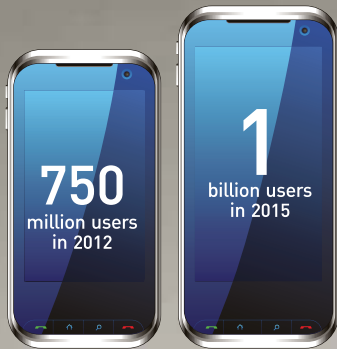 750
million users
in 2012
1
billion users
in 2015